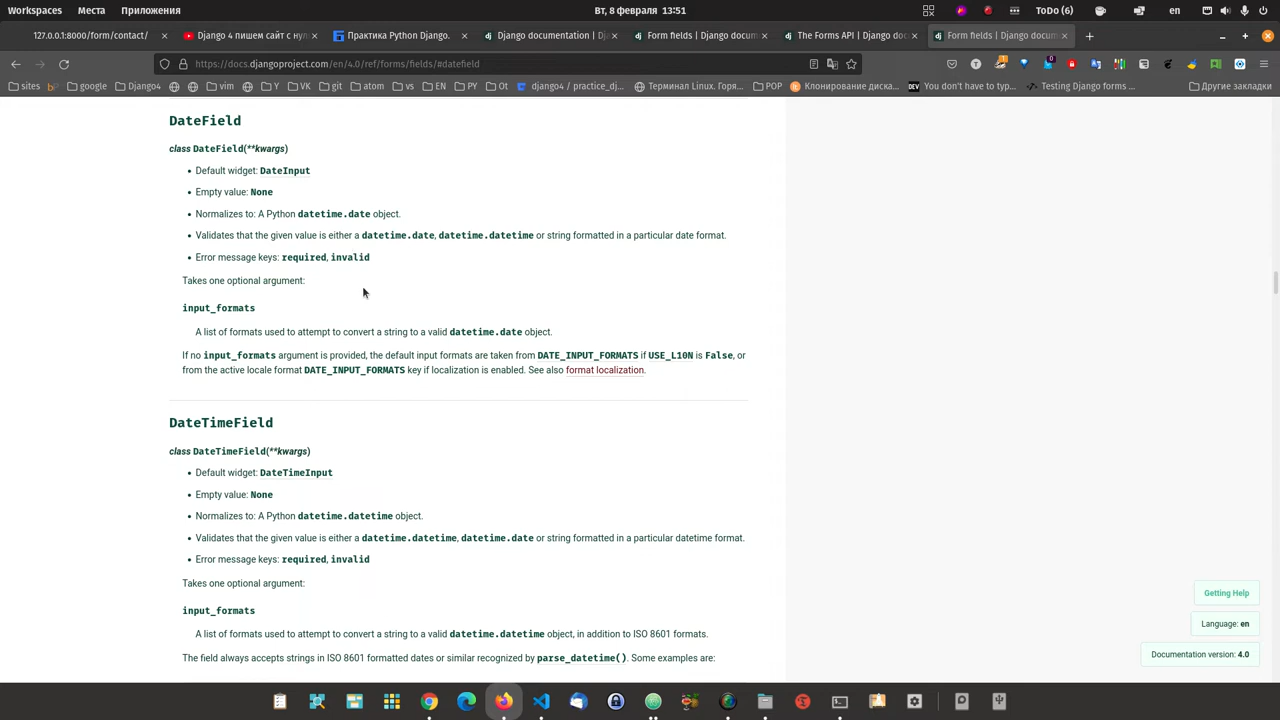 Workspaces Места Приложения Вт, 8 февраля 13:51 ToDo (6) en
127.0.0.1:8000/form/contact/ Django 4 пишем сайт с нул Практика Python Django. Django documentation | D Form fields | Django docum The Forms API | Django do Form fields | Django docum
https://docs.djangoproject.com/en/4.0/ref/forms/fields/#datefield
sites google Django4 vim Y VK git atom vs EN PY Ot django4 / practice_dj... Терминал Linux. Горя... POP Клонирование диска... You don't have to typ... Testing Django forms ... Другие закладки
DateField
class DateField(**kwargs)
• Default widget: DateInput
• Empty value: None
• Normalizes to: A Python datetime.date object.
• Validates that the given value is either a datetime.date, datetime.datetime or string formatted in a particular date format.
• Error message keys: required, invalid
Takes one optional argument:
input_formats
A list of formats used to attempt to convert a string to a valid datetime.date object.
If no input_formats argument is provided, the default input formats are taken from DATE_INPUT_FORMATS if USE_L10N is False, or
from the active locale format DATE_INPUT_FORMATS key if localization is enabled. See also format localization.
DateTimeField
class DateTimeField(**kwargs)
• Default widget: DateTimeInput
• Empty value: None
• Normalizes to: A Python datetime.datetime object.
• Validates that the given value is either a datetime.datetime, datetime.date or string formatted in a particular datetime format.
• Error message keys: required, invalid
Takes one optional argument:
input_formats
A list of formats used to attempt to convert a string to a valid datetime.datetime object, in addition to ISO 8601 formats.
The field always accepts strings in ISO 8601 formatted dates or similar recognized by parse_datetime(). Some examples are:
Getting Help
Language: en
Documentation version: 4.0